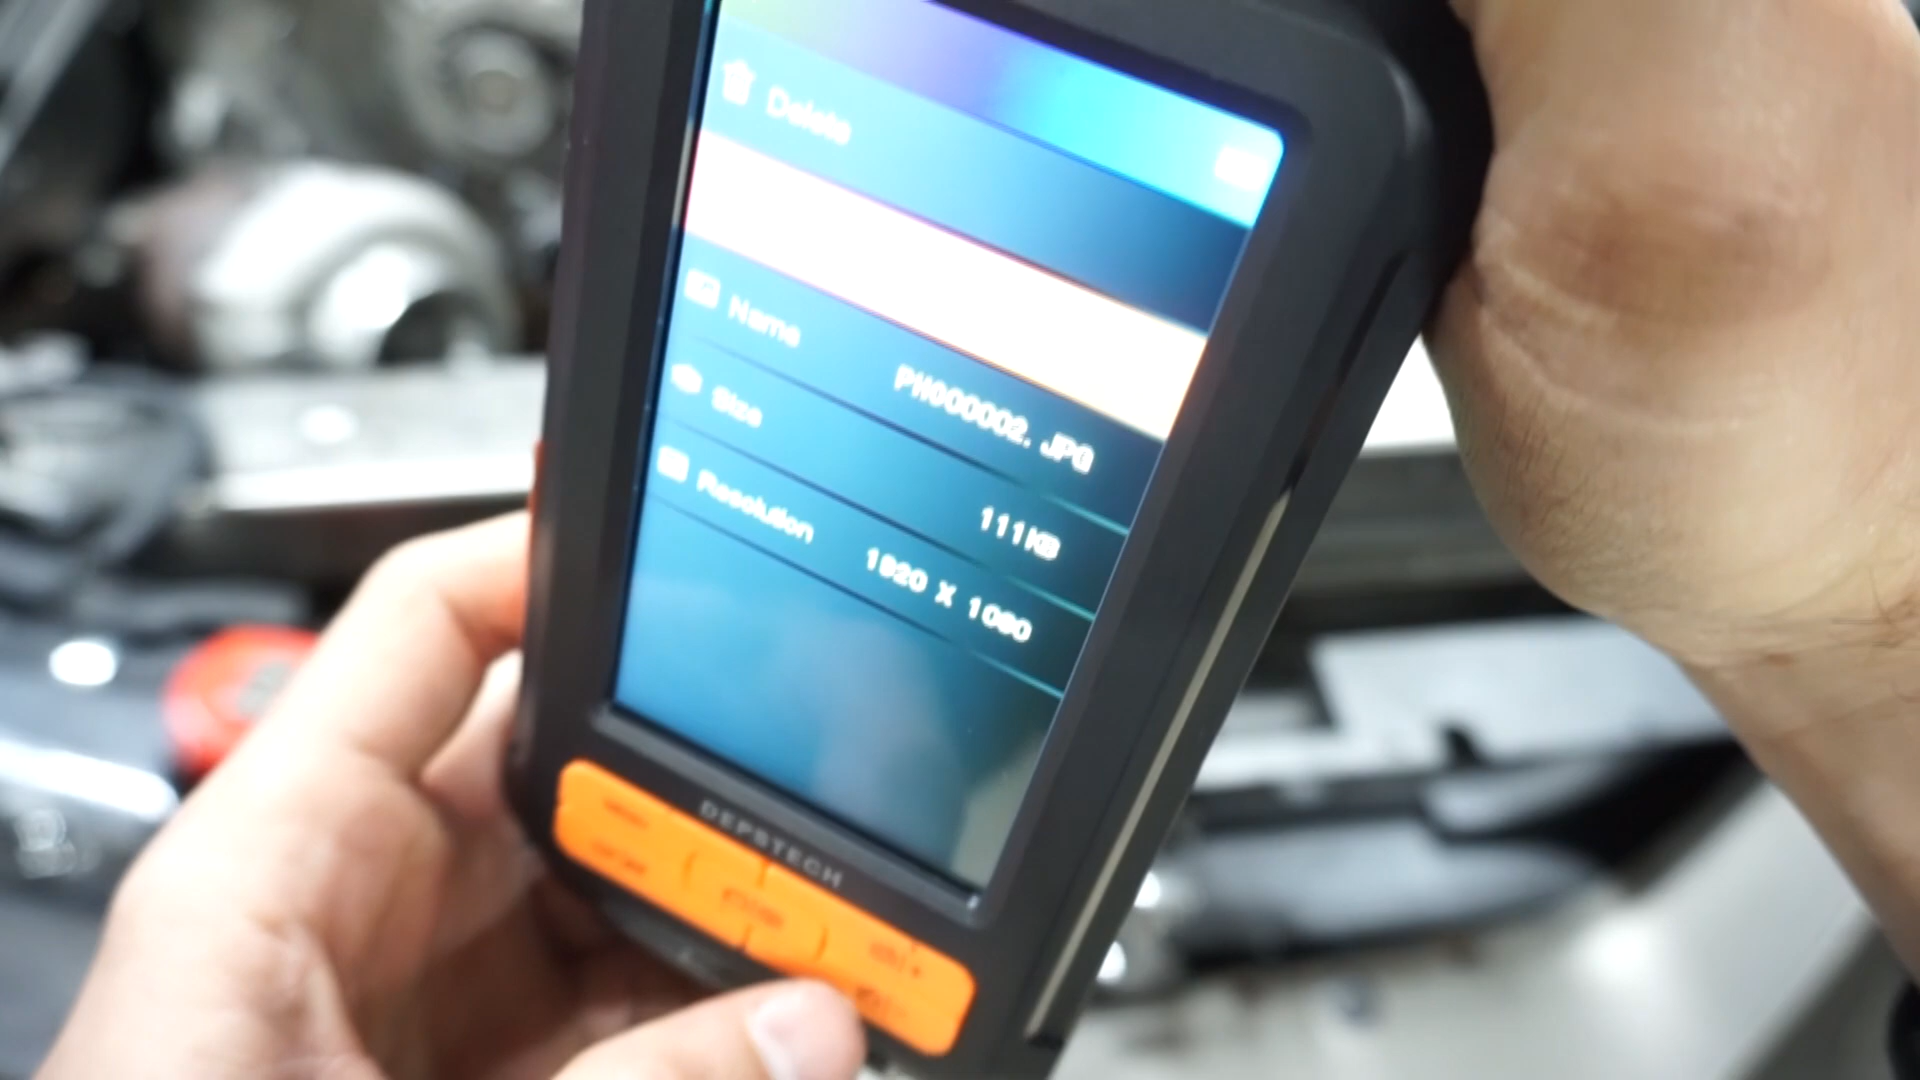 Delete
Name PH000002.JPG
Size 111KB
Resolution 1920 X 1080
DEPSTECH